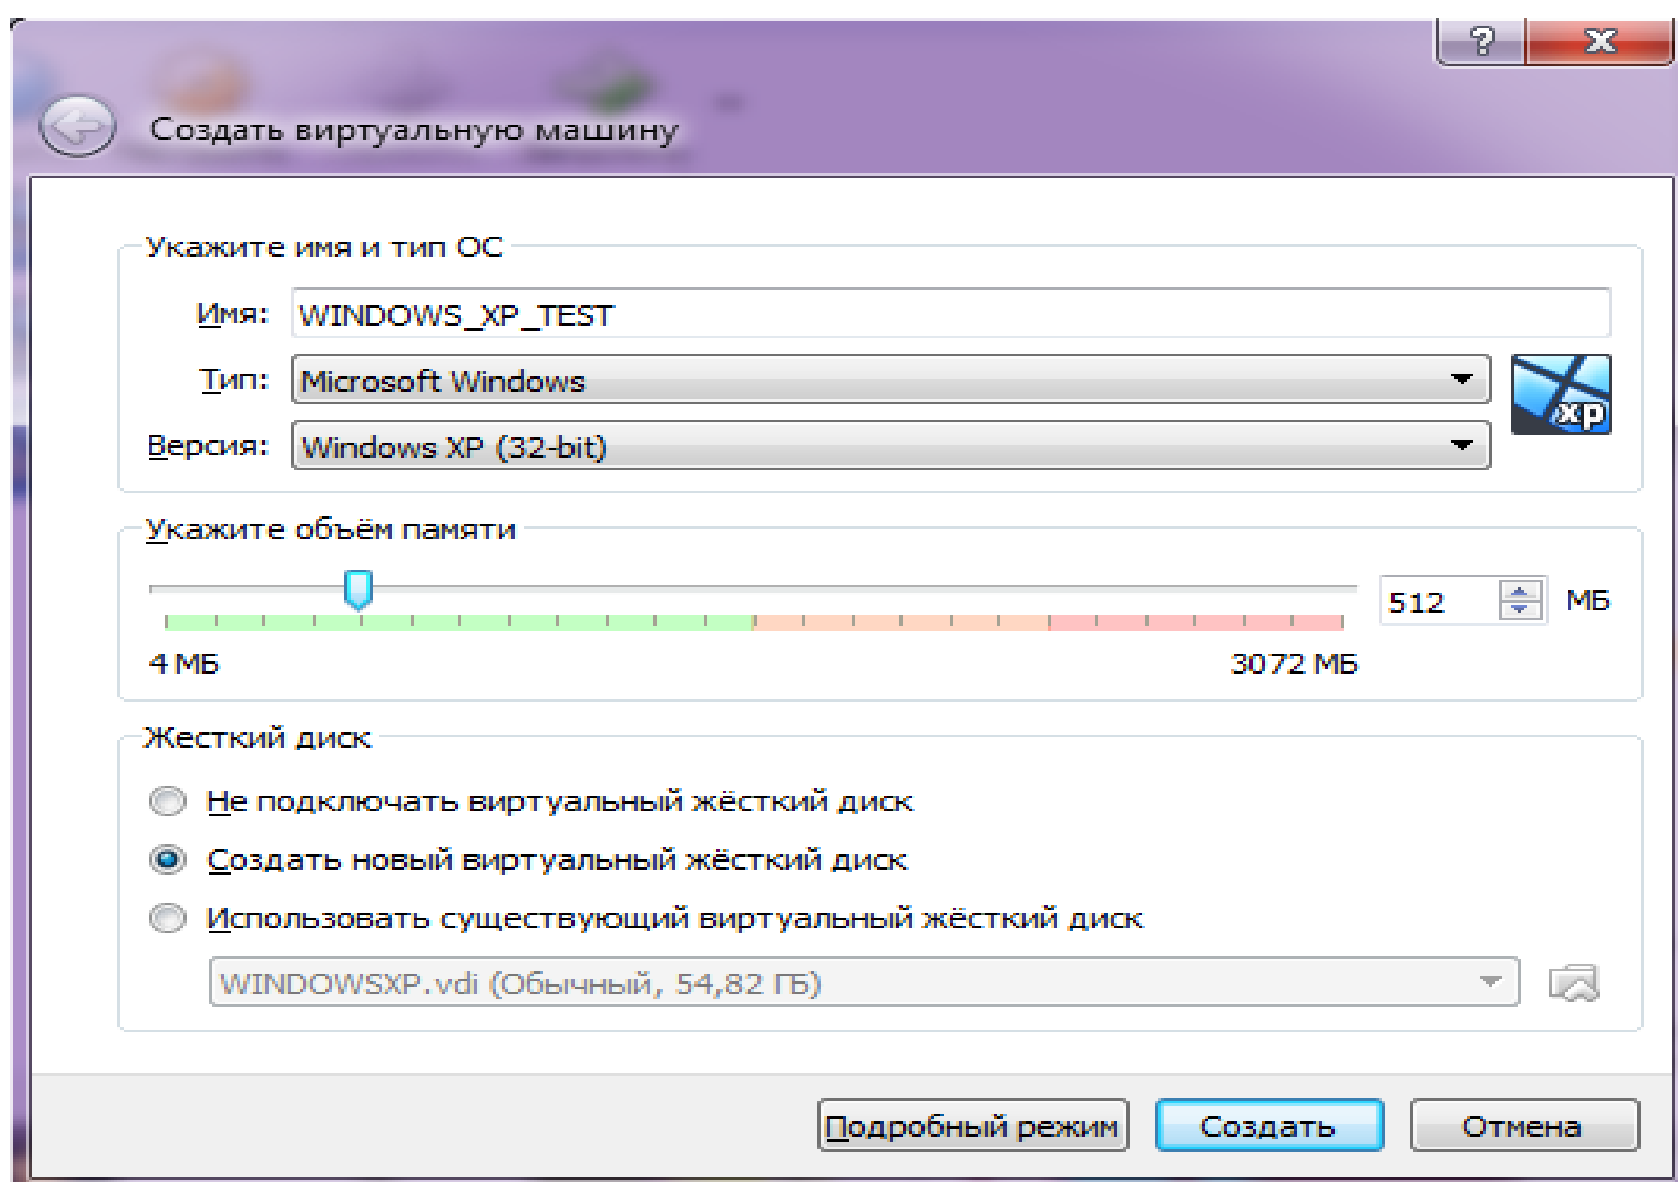 ?
Создать виртуальную машину
Укажите имя и тип ОС
Имя: WINDOWS_XP_TEST
Тип: Microsoft Windows
xp
Версия: Windows XP (32-bit)
Укажите объём памяти
512 МБ
4 МБ 3072 МБ
Жесткий диск
Не подключать виртуальный жёсткий диск
Создать новый виртуальный жёсткий диск
Использовать существующий виртуальный жёсткий диск
WINDOWSXP.vdi (Обычный, 54,82 ГБ)
Подробный режим Создать Отмена